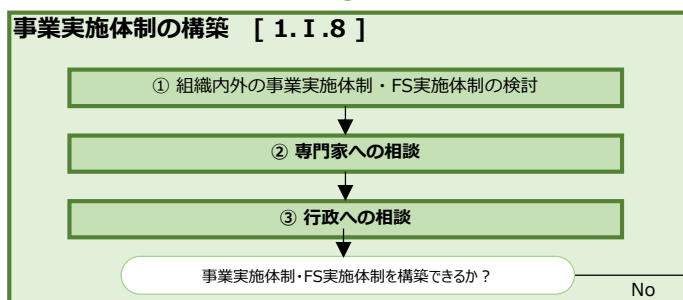 事業実施体制の構築 [ 1.Ⅰ.8 ]
① 組織内外の事業実施体制・FS実施体制の検討
② 専門家への相談
③ 行政への相談
事業実施体制･FS実施体制を構築できるか？
No